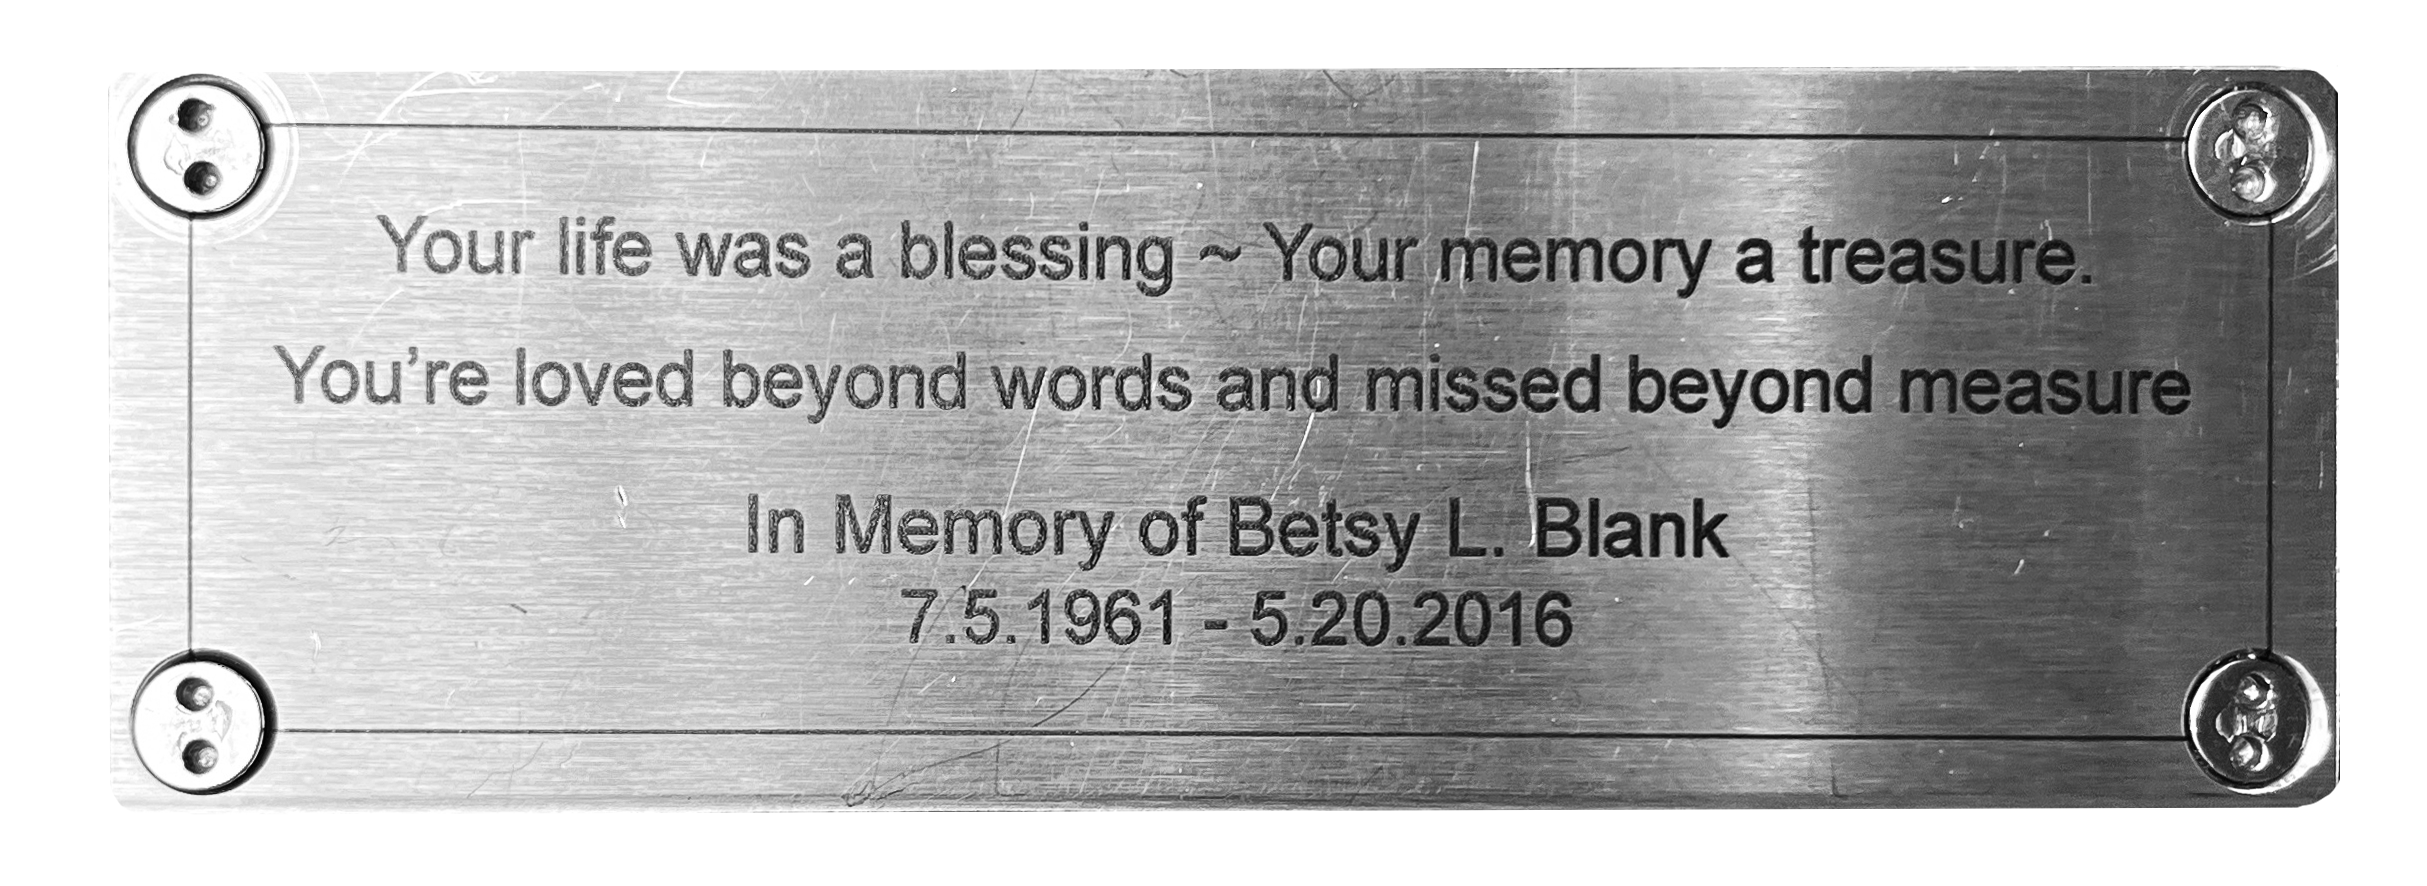 Your life was a blessing ~ Your memory a treasure.
You’re loved beyond words and missed beyond measure
In Memory of Betsy L. Blank
7.5.1961 - 5.20.2016